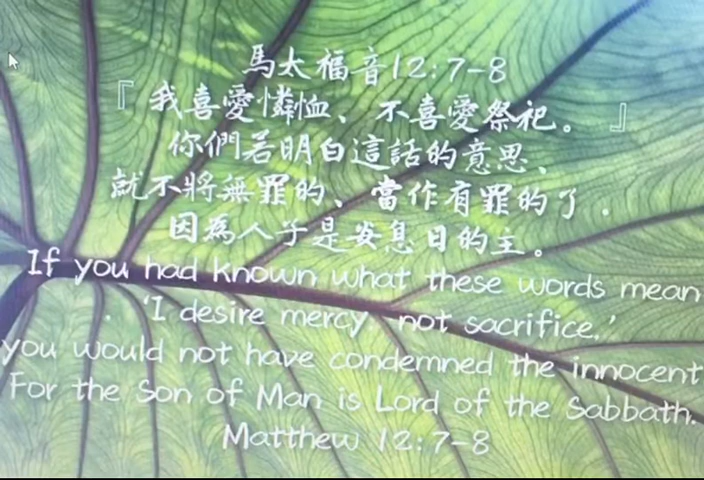 馬太福音12:7-8
『我喜愛憐恤、不喜愛祭祀。』
你們若明白這話的意思、
就不將無罪的、當作有罪的了.
因為人子是安息日的主。
If you had known what these words mean
, 'I desire mercy, not sacrifice,'
you would not have condemned the innocent
For the Son of Man is Lord of the Sabbath.
Matthew 12:7-8